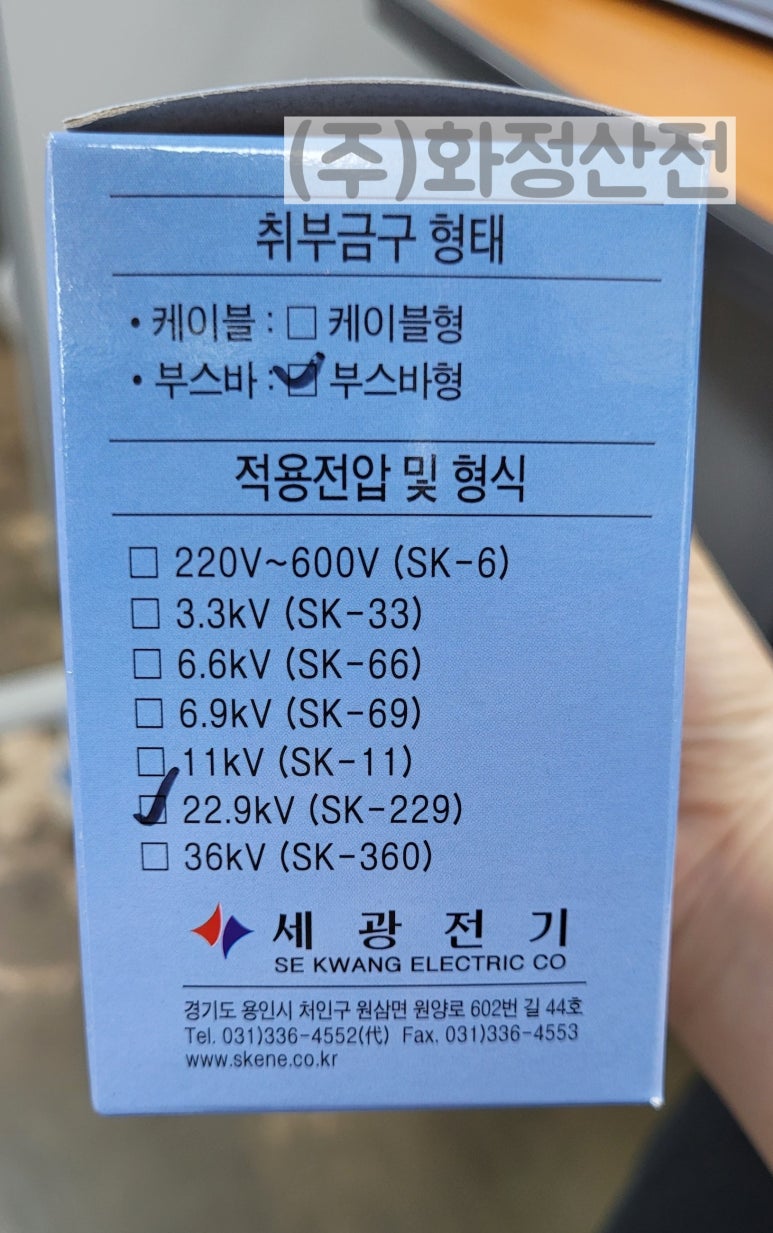 (주)화정산전
취부금구 형태
• 케이블 : □ 케이블형
• 부스바 : ☑ 부스바형
적용전압 및 형식
□ 220V~600V (SK-6)
□ 3.3kV (SK-33)
□ 6.6kV (SK-66)
□ 6.9kV (SK-69)
□ 11kV (SK-11)
☑ 22.9kV (SK-229)
□ 36kV (SK-360)
세 광 전 기
SE KWANG ELECTRIC CO
경기도 용인시 처인구 원삼면 원양로 602번 길 44호
Tel. 031)336-4552(代) Fax. 031)336-4553
www.skene.co.kr